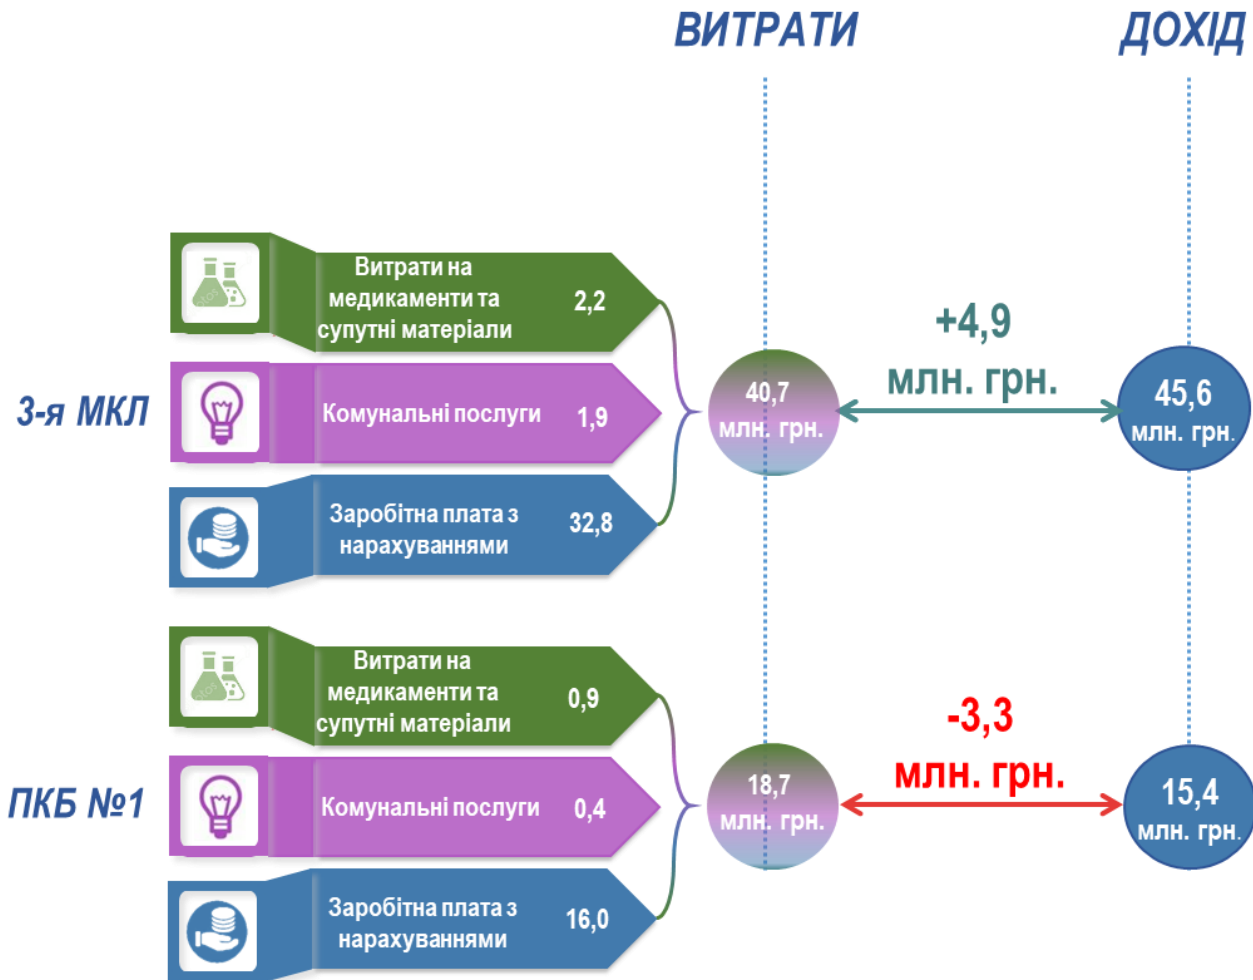 ВИТРАТИ
ДОХІД
3-я МКЛ
Витрати на
медикаменти та
супутні матеріали
2,2
Комунальні послуги
1,9
Заробітна плата з
нарахуваннями
32,8
40,7
млн. грн.
+4,9
млн. грн.
45,6
млн. грн.
ПКБ №1
Витрати на
медикаменти та
супутні матеріали
0,9
Комунальні послуги
0,4
Заробітна плата з
нарахуваннями
16,0
18,7
млн. грн.
-3,3
млн. грн.
15,4
млн. грн.